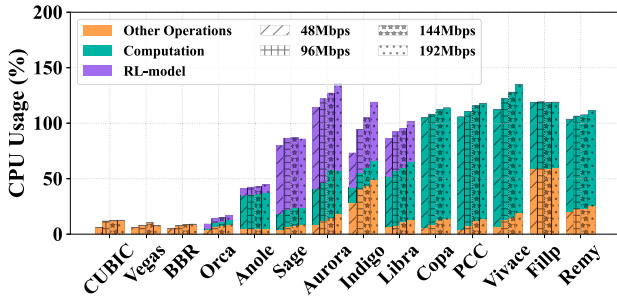 CPU Usage (%)
200
150
100
50
0
Other Operations
Computation
RL-model
48Mbps
96Mbps
144Mbps
192Mbps
CUBIC
Vegas
BBR
Orca
Anole
Sage
Aurora
Indigo
Libra
Copa
PCC
Vivace
Fillp
Remy